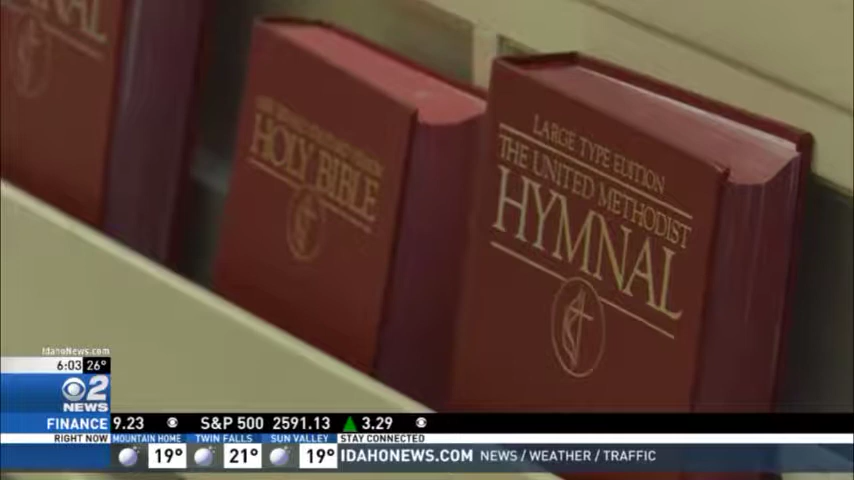 NAL
HOLY BIBLE
LARGE TYPE EDITION
THE UNITED METHODIST
HYMNAL
IdahoNews.com
6:03 26°
2
NEWS
FINANCE 9.23 S&P 500 2591.13 3.29
RIGHT NOW MOUNTAIN HOME TWIN FALLS SUN VALLEY STAY CONNECTED
19° 21° 19° IDAHONEWS.COM NEWS / WEATHER / TRAFFIC